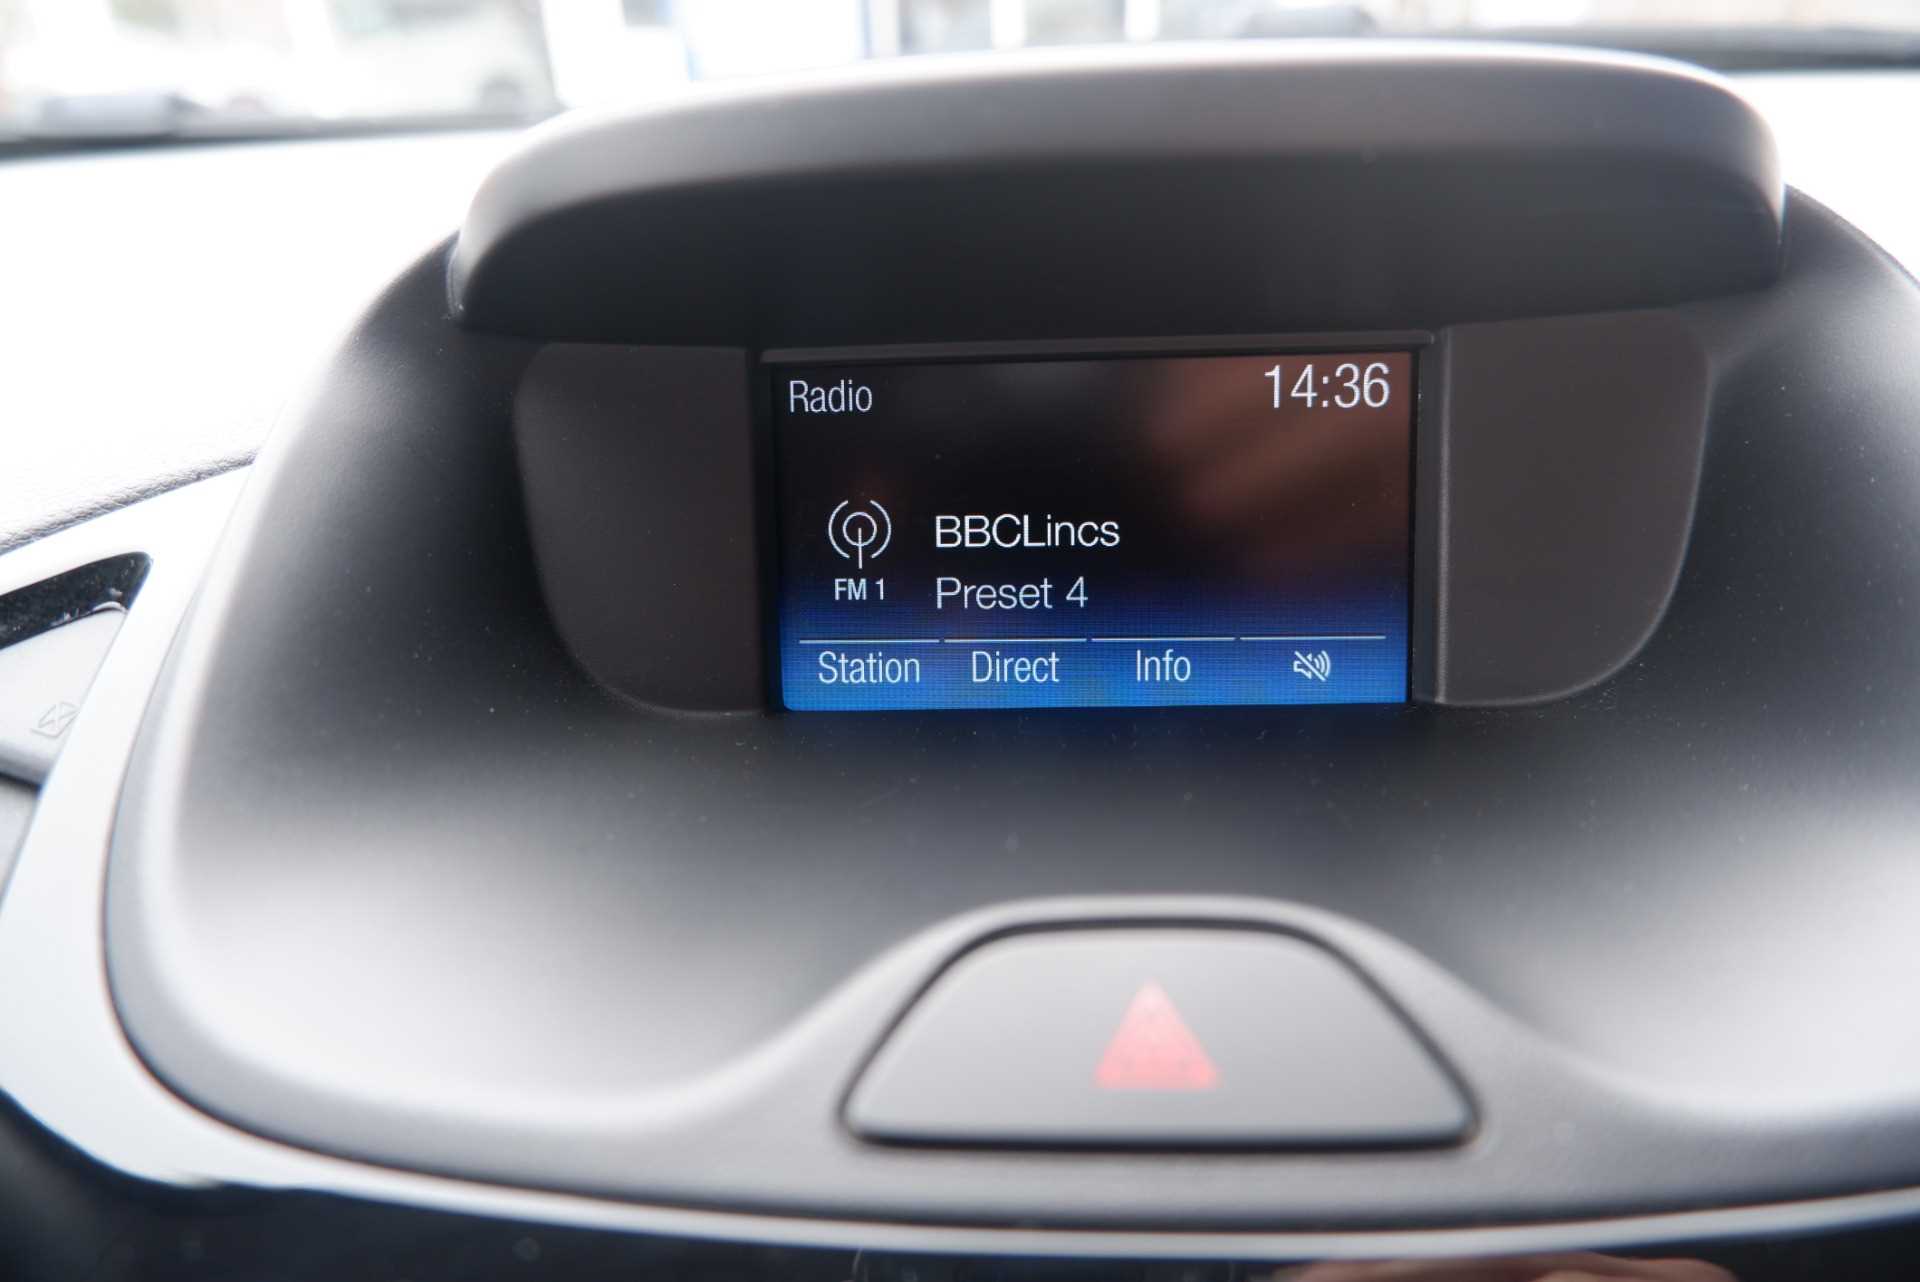 Radio
14:36
BBCLincs
FM 1
Preset 4
Station Direct Info